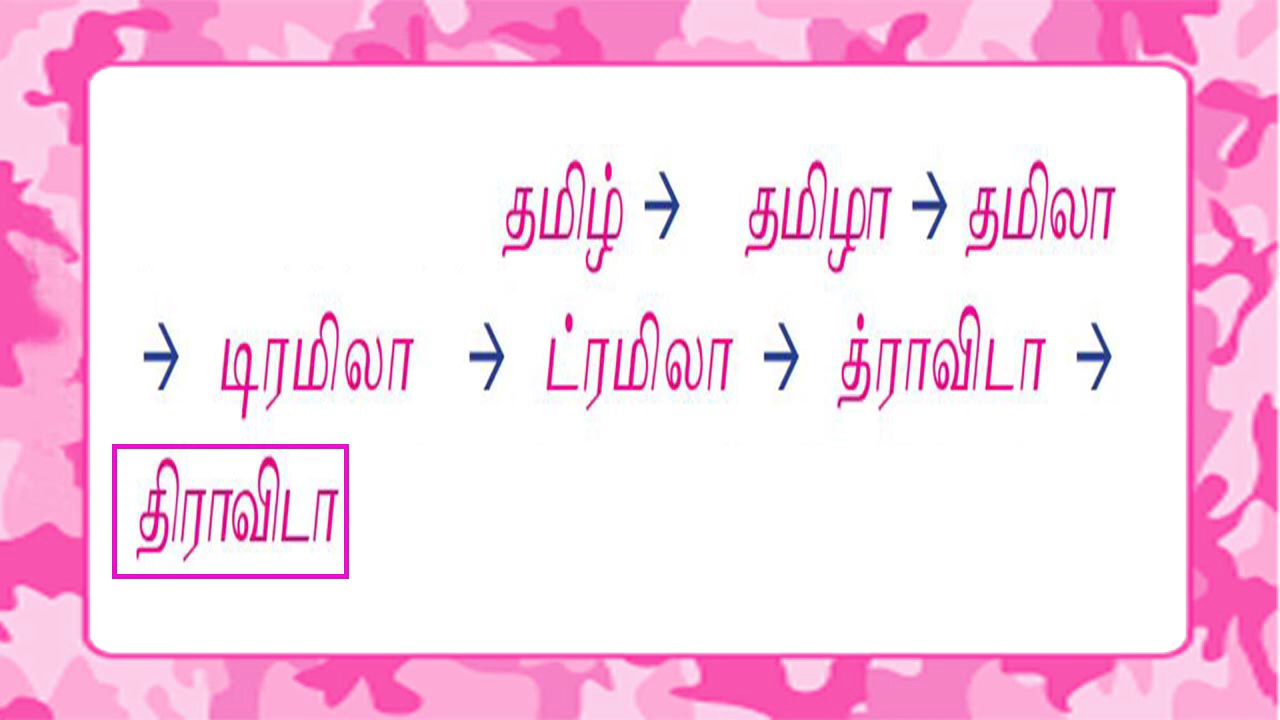 தமிழ் → தமிழா → தமிலா
→ டிரமிலா → ட்ரமிலா → த்ராவிடா →
திராவிடா